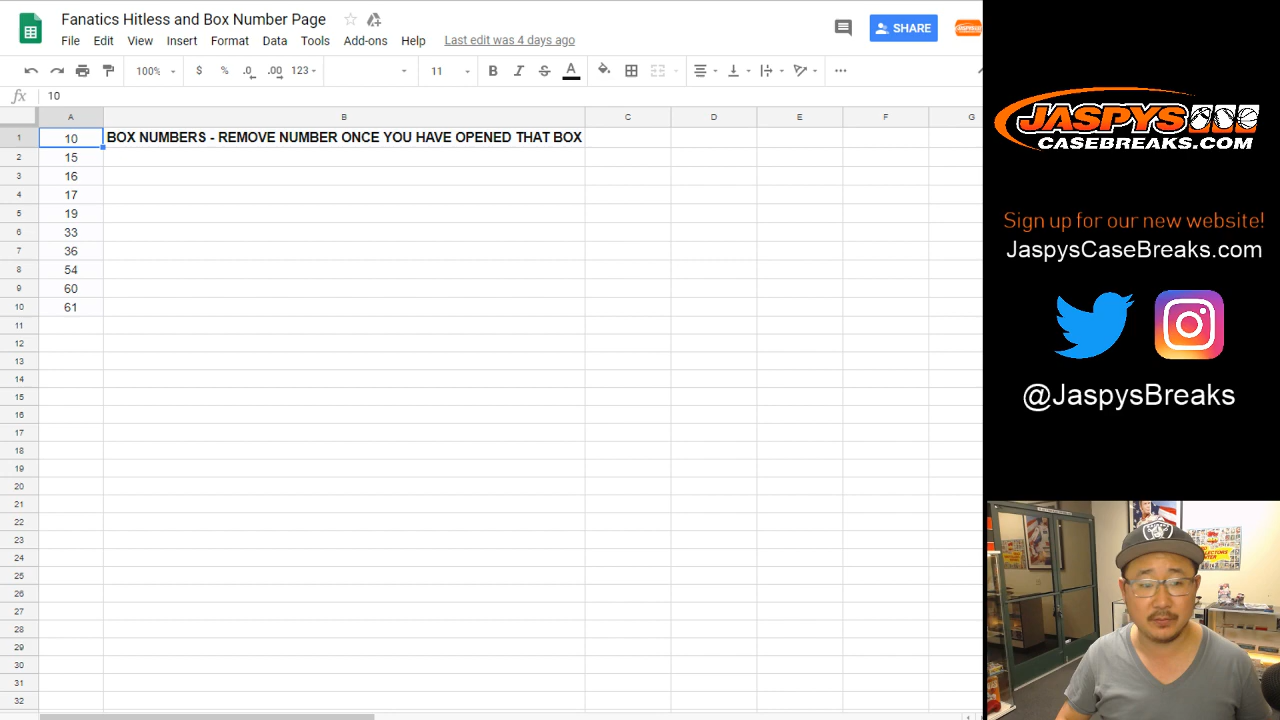 Fanatics Hitless and Box Number Page
File Edit View Insert Format Tools Add-ons Help Last edit was 4 days ago
SHARE
100% $ % .0 .00 123 11 B I S A
fx 10
A B C D E F G
1 10 BOX NUMBERS - REMOVE NUMBER ONCE YOU HAVE OPENED THAT BOX
2 15
3 16
4 17
5 19
6 33
7 36
8 54
9 60
10 61
11
12
13
14
15
16
17
18
19
20
21
22
23
24
25
26
27
28
29
30
31
32
JASPYS
CASEBREAKS.COM
Sign up for our new website!
JaspysCaseBreaks.com
@JaspysBreaks